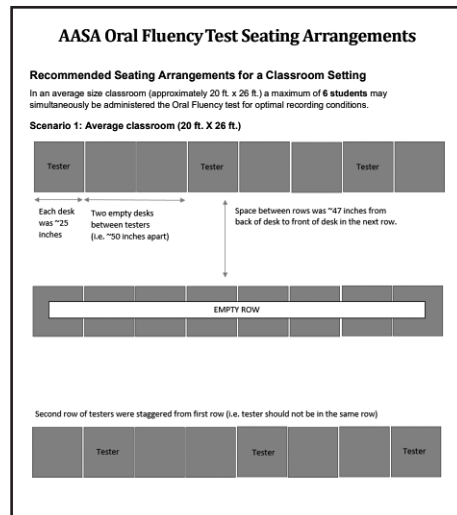 AASA Oral Fluency Test Seating Arrangements
Recommended Seating Arrangements for a Classroom Setting
In an average size classroom (approximately 20 ft. x 26 ft.) a maximum of 6 students may
simultaneously be administered the Oral Fluency test for optimal recording conditions.
Scenario 1: Average classroom (20 ft. X 26 ft.)
Tester Tester Tester
Each desk
was ~25
inches
Two empty desks
between testers
(i.e. ~50 inches apart)
Space between rows was ~47 inches from
back of desk to front of desk in the next row.
EMPTY ROW
Second row of testers were staggered from first row (i.e. tester should not be in the same row)
Tester Tester Tester